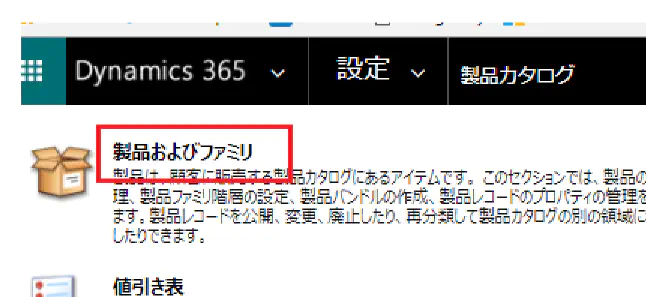 Dynamics 365 設定 製品カタログ
製品およびファミリ
製品は、顧客に販売する製品カタログにあるアイテムです。このセクションでは、製品の
理、製品ファミリ階層の設定、製品バンドルの作成、製品レコードのプロパティの管理を
ます。製品レコードを公開、変更、廃止したり、再分類して製品カタログの別の領域に
したりできます。
値引き表